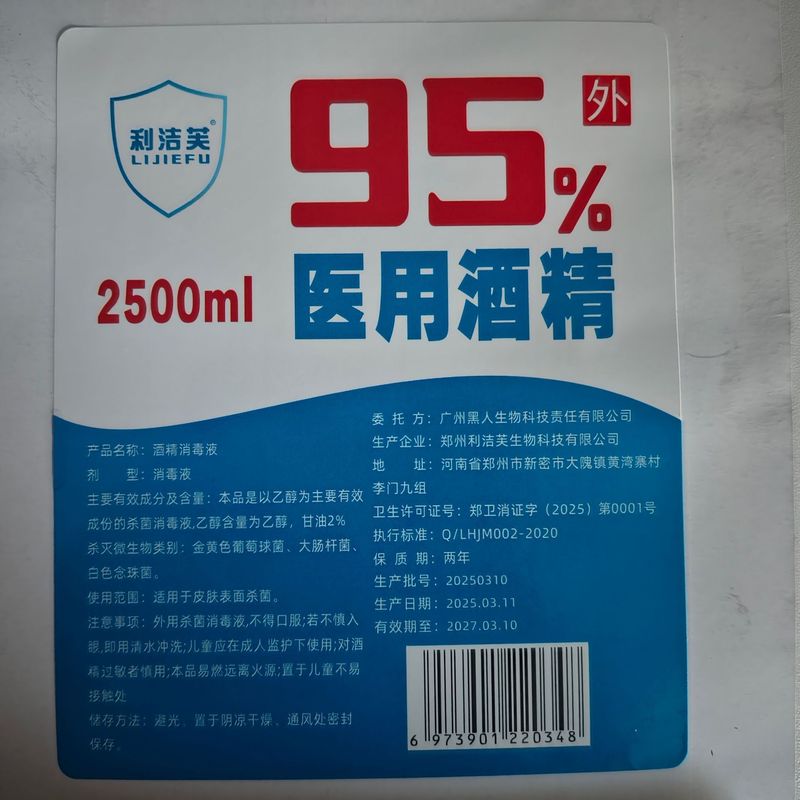 利洁芙®
LIJIEFU
95%
外
医用酒精
2500ml
产品名称：酒精消毒液
剂 型：消毒液
主要有效成分及含量：本品是以乙醇为主要有效
成份的杀菌消毒液,乙醇含量为乙醇，甘油2%
杀灭微生物类别：金黄色葡萄球菌、大肠杆菌、
白色念珠菌。
使用范围：适用于皮肤表面杀菌。
注意事项：外用杀菌消毒液,不得口服;若不慎入
眼,即用清水冲洗;儿童应在成人监护下使用;对酒
精过敏者慎用;本品易燃远离火源;置于儿童不易
接触处
储存方法：避光、置于阴凉干燥、通风处密封
保存。
委 托 方：广州黑人生物科技责任有限公司
生产企业：郑州利洁芙生物科技有限公司
地 址：河南省郑州市新密市大隗镇黄湾寨村
李门九组
卫生许可证号：郑卫消证字（2025）第0001号
执行标准：Q/LHJM002-2020
保 质 期：两年
生产批号：20250310
生产日期：2025.03.11
有效期至：2027.03.10
6 973901 220348